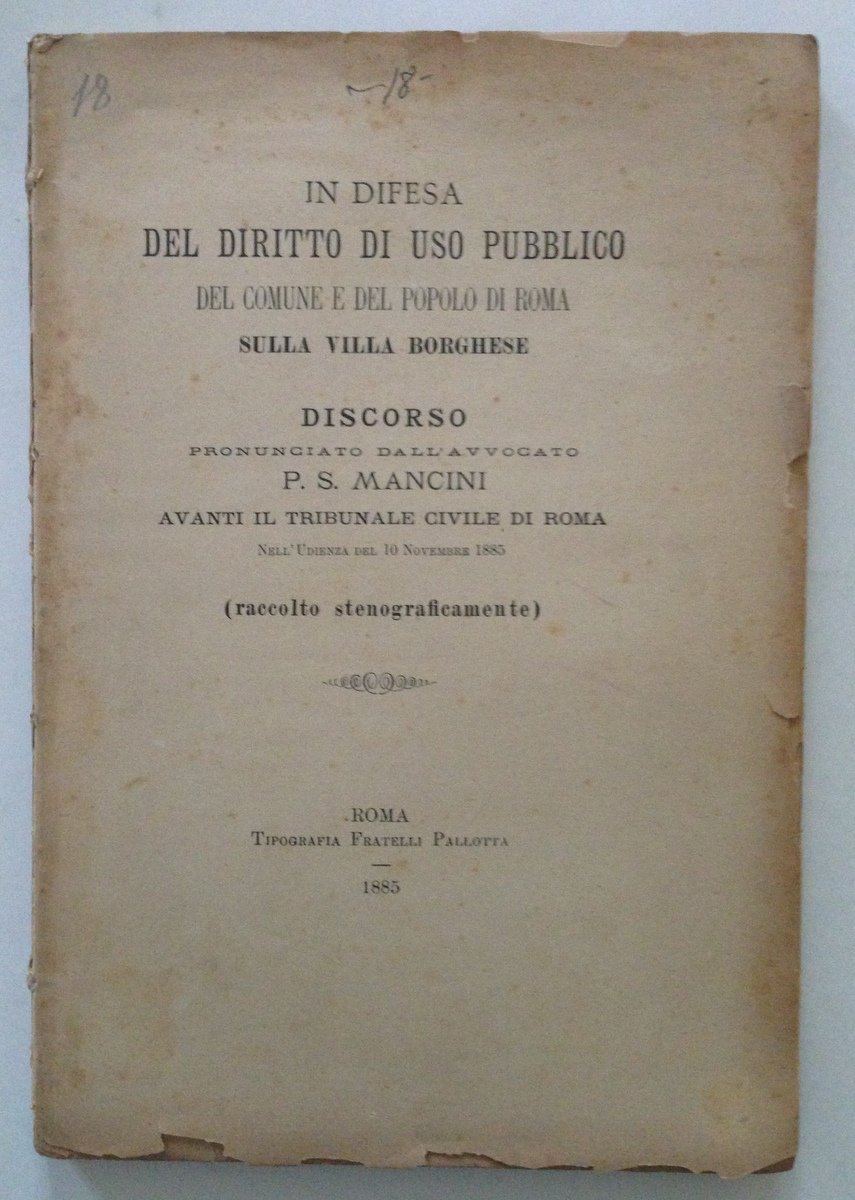 18
-18-
IN DIFESA
DEL DIRITTO DI USO PUBBLICO
DEL COMUNE E DEL POPOLO DI ROMA
SULLA VILLA BORGHESE
DISCORSO
PRONUNCIATO DALL'AVVOCATO
P. S. MANCINI
AVANTI IL TRIBUNALE CIVILE DI ROMA
NELL'UDIENZA DEL 10 NOVEMBRE 1885
(raccolto stenograficamente)
ROMA
TIPOGRAFIA FRATELLI PALLOTTA
1885